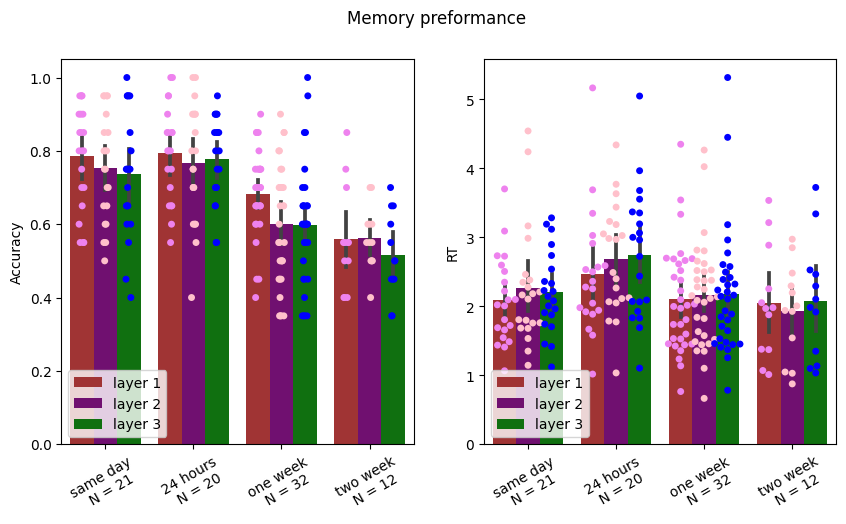 Memory preformance
Accuracy
1.0
0.8
0.6
0.4
0.2
0.0
layer 1
layer 2
layer 3
same day
N = 21
24 hours
N = 20
one week
N = 32
two week
N = 12
RT
5
4
3
2
1
0
layer 1
layer 2
layer 3
same day
N = 21
24 hours
N = 20
one week
N = 32
two week
N = 12